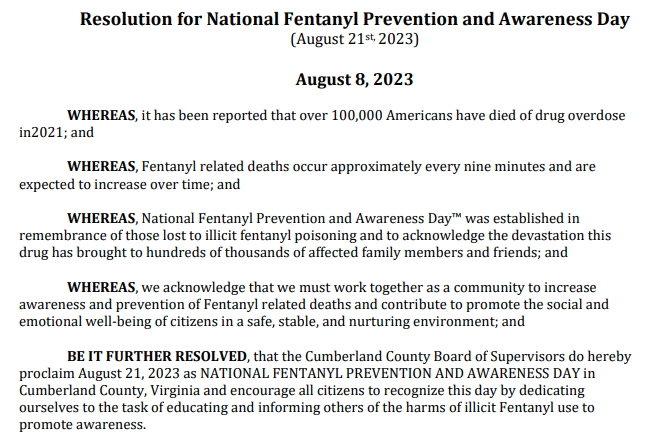 Resolution for National Fentanyl Prevention and Awareness Day
(August 21st, 2023)
August 8, 2023
WHEREAS, it has been reported that over 100,000 Americans have died of drug overdose
in2021; and
WHEREAS, Fentanyl related deaths occur approximately every nine minutes and are
expected to increase over time; and
WHEREAS, National Fentanyl Prevention and Awareness Day™ was established in
remembrance of those lost to illicit fentanyl poisoning and to acknowledge the devastation this
drug has brought to hundreds of thousands of affected family members and friends; and
WHEREAS, we acknowledge that we must work together as a community to increase
awareness and prevention of Fentanyl related deaths and contribute to promote the social and
emotional well-being of citizens in a safe, stable, and nurturing environment; and
BE IT FURTHER RESOLVED, that the Cumberland County Board of Supervisors do hereby
proclaim August 21, 2023 as NATIONAL FENTANYL PREVENTION AND AWARENESS DAY in
Cumberland County, Virginia and encourage all citizens to recognize this day by dedicating
ourselves to the task of educating and informing others of the harms of illicit Fentanyl use to
promote awareness.